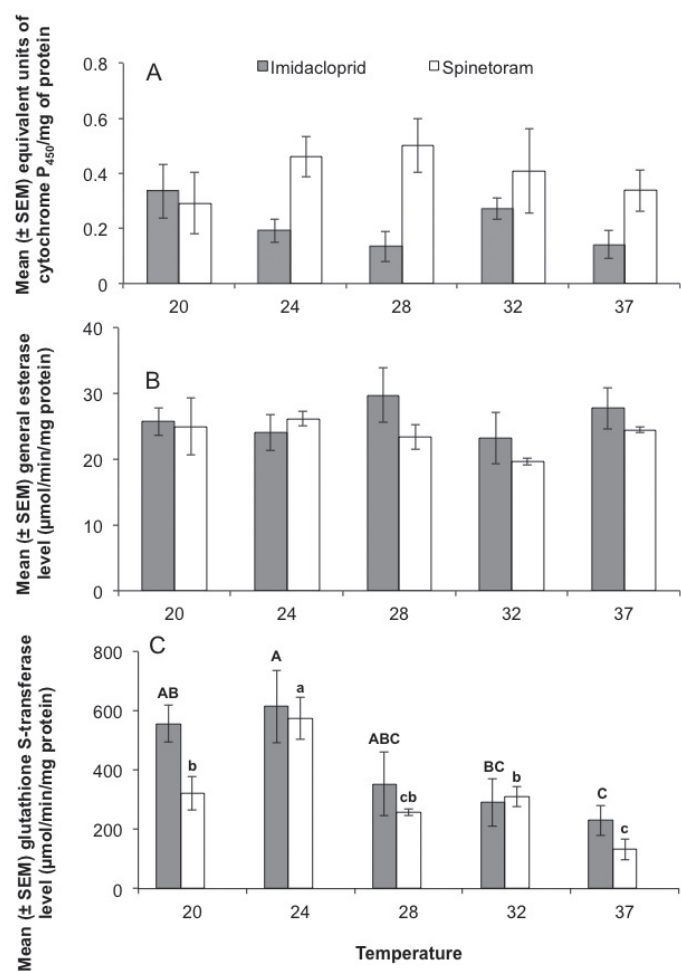 Mean (± SEM) equivalent units of
cytochrome P450/mg of protein
A
Imidacloprid
Spinetoram
0.8
0.6
0.4
0.2
0
20 24 28 32 37
Mean (± SEM) general esterase
level (µmol/min/mg protein)
B
40
30
20
10
0
20 24 28 32 37
Mean (± SEM) glutathione S-transferase
level (µmol/min/mg protein)
C
800
600
400
200
0
AB
b
A
a
ABC
cb
BC
b
C
c
20 24 28 32 37
Temperature